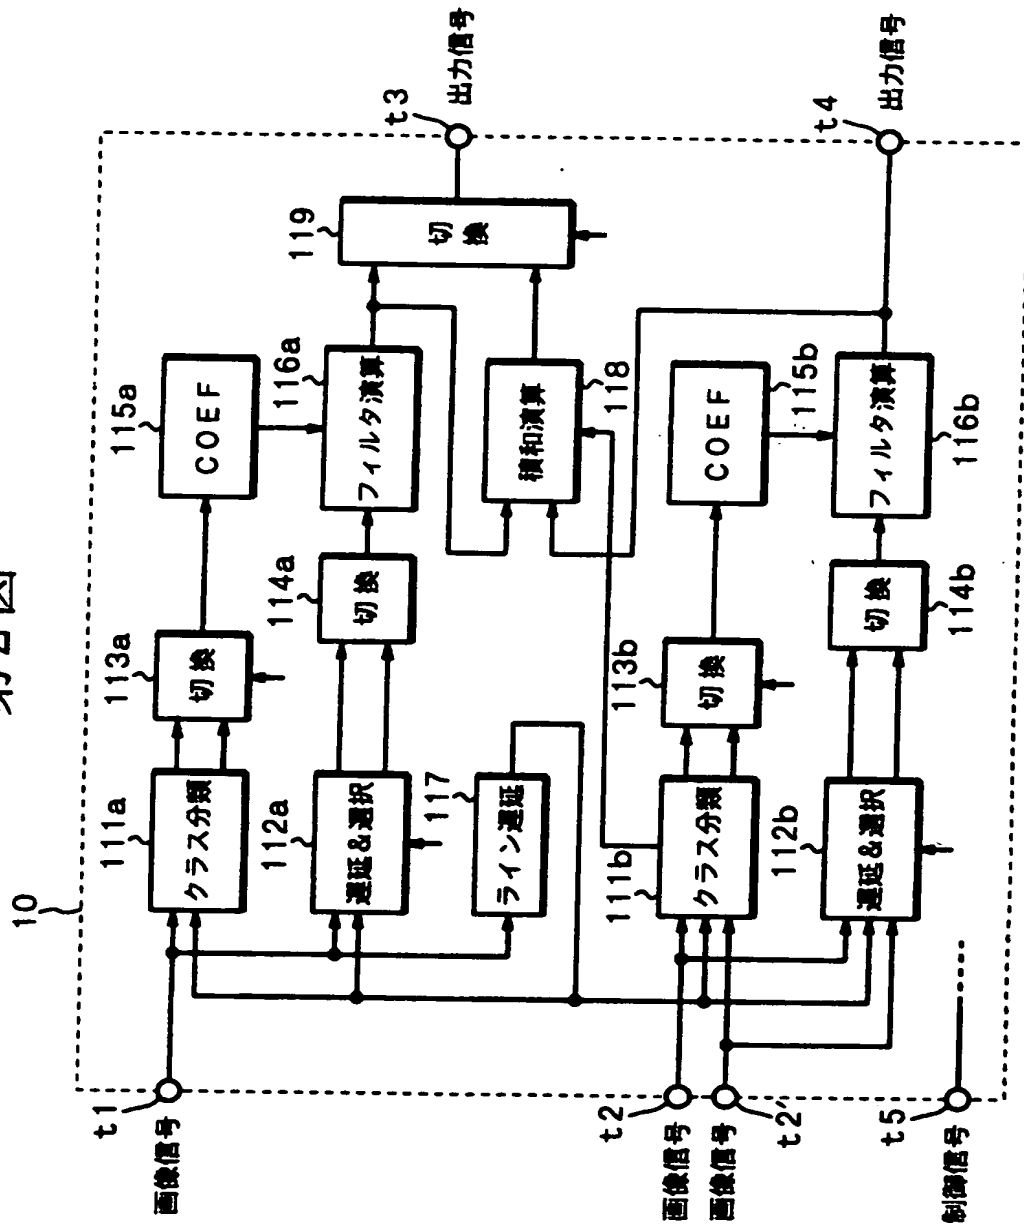 第2図
10
t1
画像信号
111a
クラス分類
113a
切換
115a
COEF
112a
遅延&選択
114a
切換
116a
フィルタ演算
119
切換
t3
出力信号
117
ライン遅延
118
積和演算
t2
画像信号
画像信号
t2'
111b
クラス分類
113b
切換
115b
COEF
112b
遅延&選択
114b
切換
116b
フィルタ演算
t4
出力信号
t5
制御信号